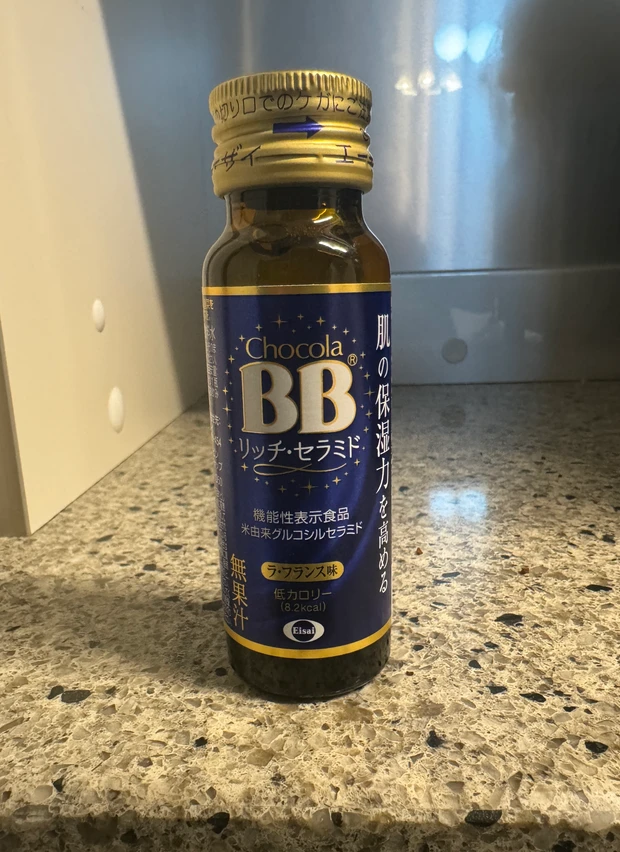 切り口でのケガにご注
ーザイ
エー
Chocola
BB®
リッチ・セラミド
機能性表示食品
米由来グルコシルセラミド
ラ・フランス味
低カロリー
(8.2kcal)
Eisai
肌の保湿力を高める
無果汁